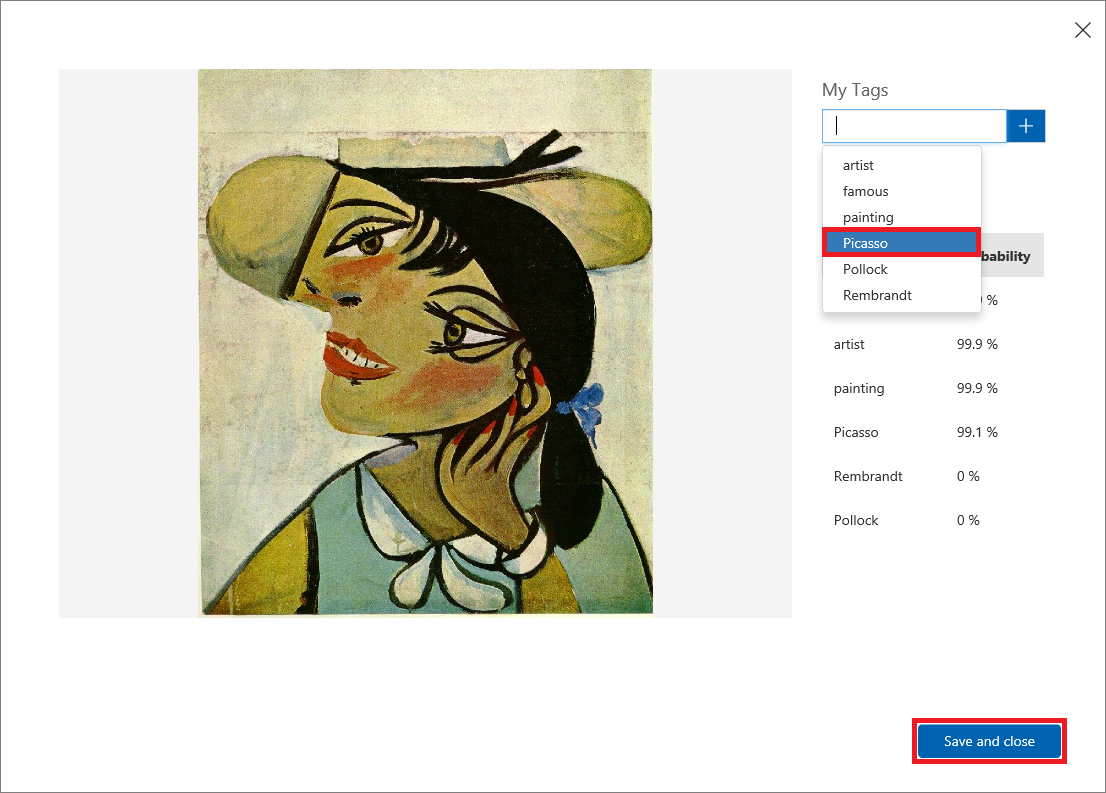 My Tags
artist
famous
painting
Picasso
Pollock
Rembrandt
bability
%
artist 99.9 %
painting 99.9 %
Picasso 99.1 %
Rembrandt 0 %
Pollock 0 %
Save and close